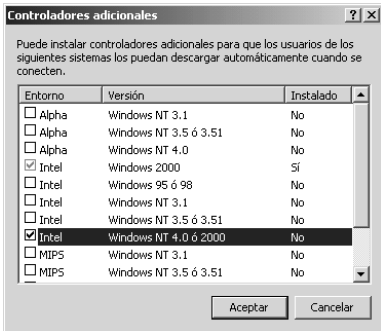 Controladores adicionales
Puede instalar controladores adicionales para que los usuarios de los
siguientes sistemas los puedan descargar automáticamente cuando se
conecten.
Entorno Versión Instalado
Alpha Windows NT 3.1 No
Alpha Windows NT 3.5 ó 3.51 No
Alpha Windows NT 4.0 No
Intel Windows 2000 Sí
Intel Windows 95 ó 98 No
Intel Windows NT 3.1 No
Intel Windows NT 3.5 ó 3.51 No
Intel Windows NT 4.0 ó 2000 No
MIPS Windows NT 3.1 No
MIPS Windows NT 3.5 ó 3.51 No
Aceptar Cancelar